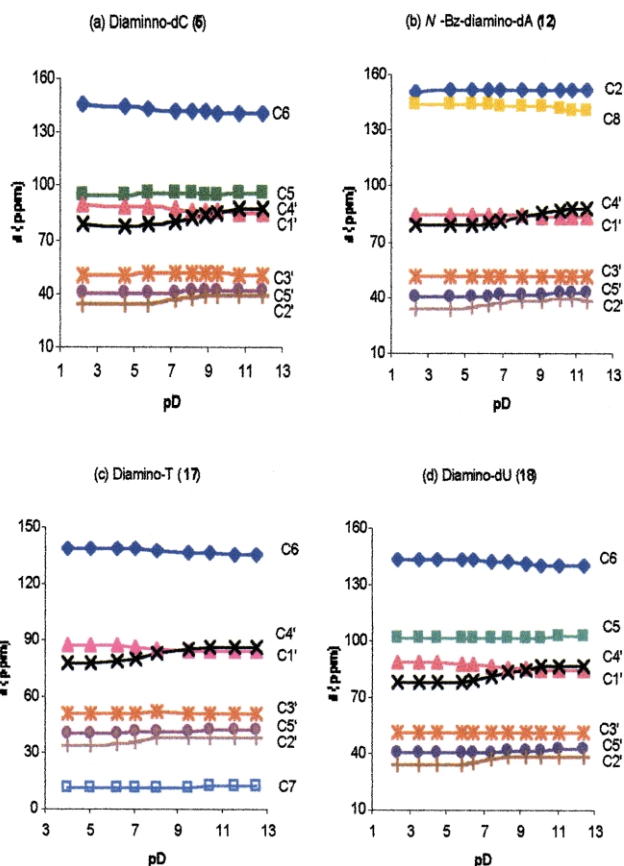 (a) Diaminno-dC (6)
160
130
100
70
40
10
1 3 5 7 9 11 13
pD
C6
C5
C4'
C1'
C3'
C5'
C2'
(b) N -Bz-diamino-dA (12)
160
130
100
70
40
10
1 3 5 7 9 11 13
pD
C2
C8
C4'
C1'
C3'
C5'
C2'
(c) Diamino-T (17)
150
120
90
60
30
0
3 5 7 9 11 13
pD
C6
C4'
C1'
C3'
C5'
C2'
C7
(d) Diamino-dU (18)
160
130
100
70
40
10
1 3 5 7 9 11 13
pD
C6
C5
C4'
C1'
C3'
C5'
C2'